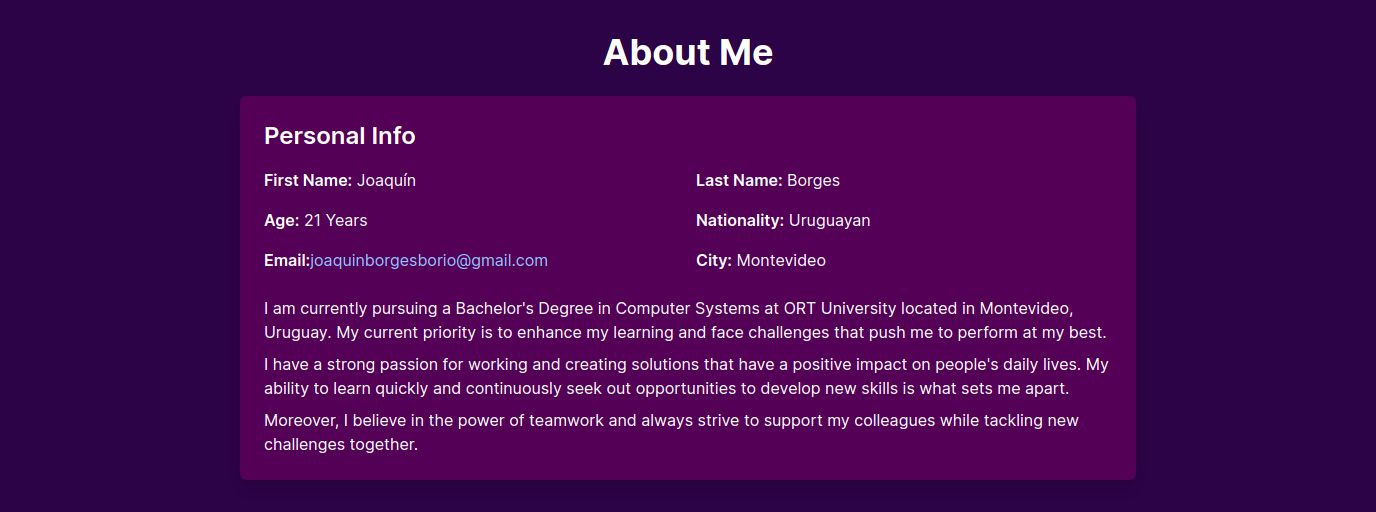 About Me
Personal Info
First Name: Joaquín
Last Name: Borges
Age: 21 Years
Nationality: Uruguayan
Email:joaquinborgesborio@gmail.com
City: Montevideo
I am currently pursuing a Bachelor's Degree in Computer Systems at ORT University located in Montevideo,
Uruguay. My current priority is to enhance my learning and face challenges that push me to perform at my best.
I have a strong passion for working and creating solutions that have a positive impact on people's daily lives. My
ability to learn quickly and continuously seek out opportunities to develop new skills is what sets me apart.
Moreover, I believe in the power of teamwork and always strive to support my colleagues while tackling new
challenges together.